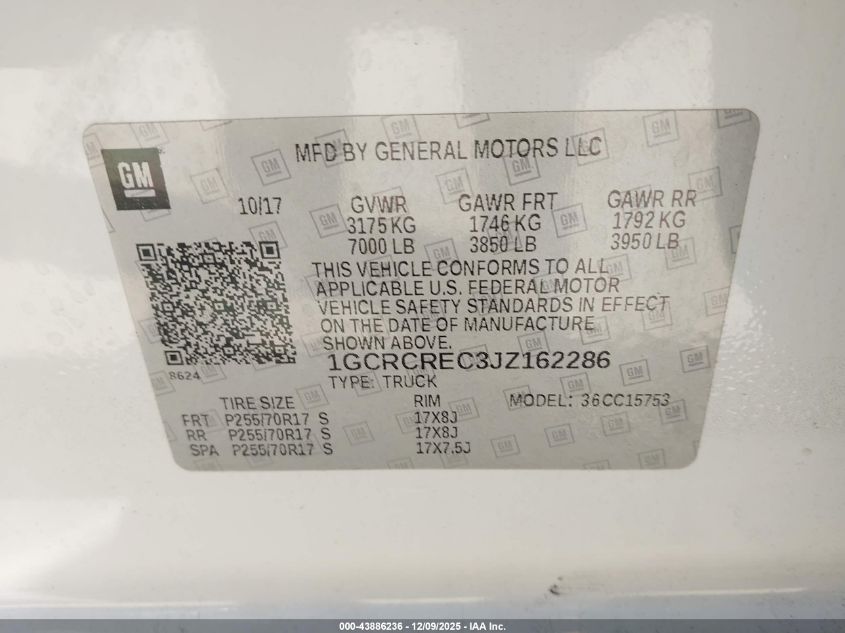 GM
MFD BY GENERAL MOTORS LLC
10/17 GVWR GAWR FRT GAWR RR
3175 KG 1746 KG 1792 KG
7000 LB 3850 LB 3950 LB
THIS VEHICLE CONFORMS TO ALL
APPLICABLE U.S. FEDERAL MOTOR
VEHICLE SAFETY STANDARDS IN EFFECT
ON THE DATE OF MANUFACTURE
SHOWN ABOVE.
8624
1GCRCREC3JZ162286
TYPE: TRUCK
TIRE SIZE RIM MODEL: 36CC15753
FRT P255/70R17 S 17X8J
RR P255/70R17 S 17X8J
SPA P255/70R17 S 17X7.5J
000-43886236 - 12/09/2025 - IAA Inc.